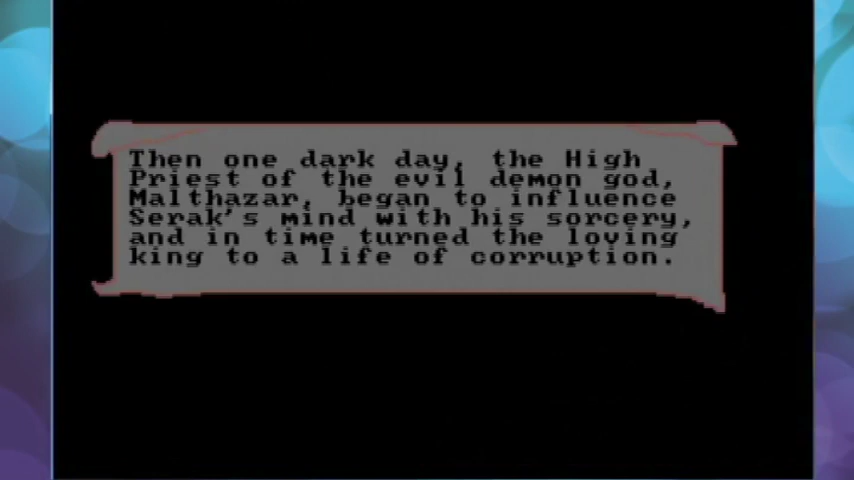 Then one dark day, the High
Priest of the evil demon god,
Malthazar, began to influence
Serak's mind with his sorcery,
and in time turned the loving
king to a life of corruption.